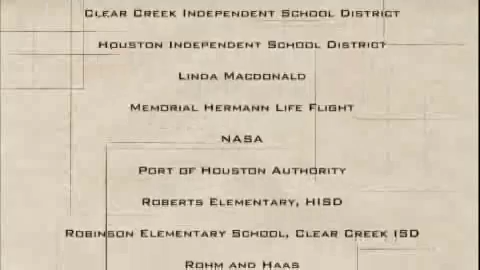 Clear Creek Independent School District
Houston Independent School District
Linda Macdonald
Memorial Hermann Life Flight
NASA
Port of Houston Authority
Roberts Elementary, HISD
Robinson Elementary School, Clear Creek ISD
Rohm and Haas